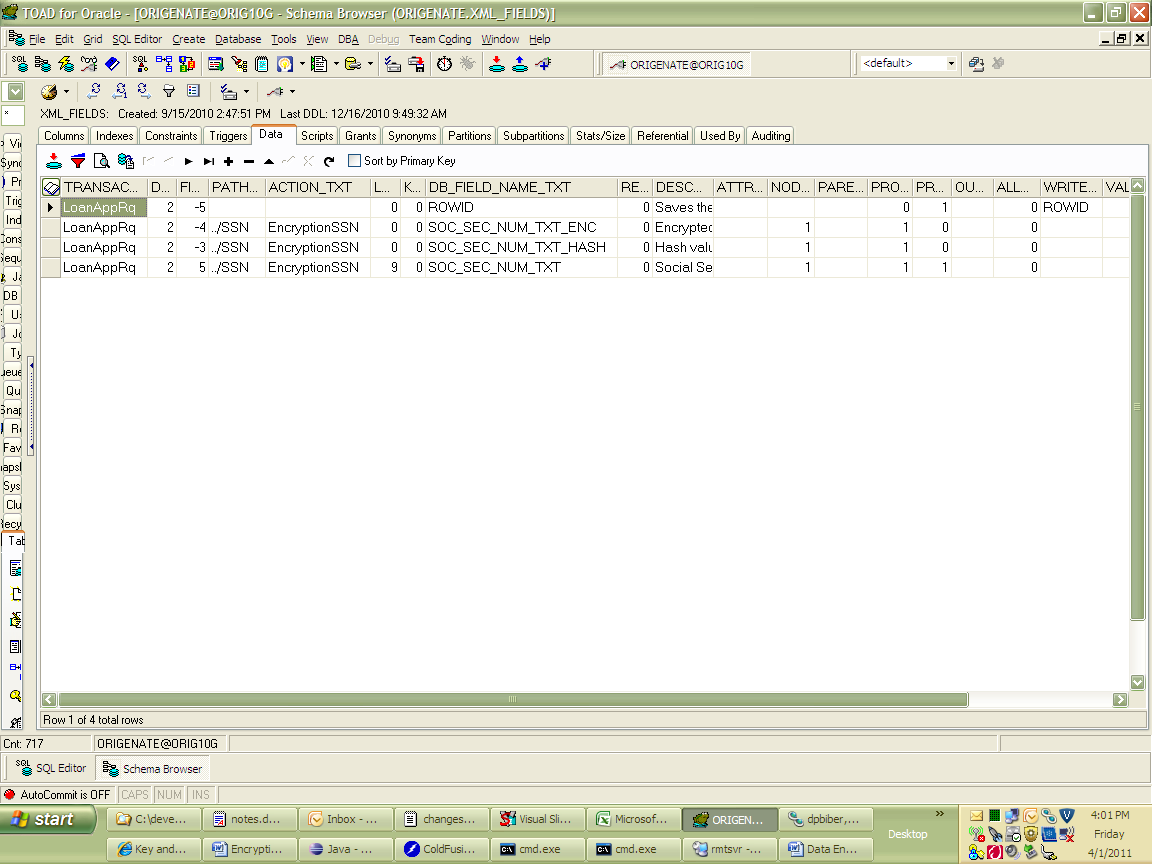 TOAD for Oracle - [ORIGENATE@ORIG10G - Schema Browser (ORIGENATE.XML_FIELDS)]
File Edit Grid SQL Editor Create Database Tools View DBA Debug Team Coding Window Help
ORIGENATE@ORIG10G <default>
XML_FIELDS: Created: 9/15/2010 2:47:51 PM Last DDL: 12/16/2010 9:49:32 AM
Columns Indexes Constraints Triggers Data Scripts Grants Synonyms Partitions Subpartitions Stats/Size Referential Used By Auditing
Sort by Primary Key
TRANSAC... D... FI... PATH... ACTION_TXT L... K... DB_FIELD_NAME_TXT RE... DESC... ATTR... NOD... PARE... PRO... PR... OU... ALL... WRITE... VAL
LoanAppRq 2 -5 0 0 ROWID 0 Saves the 0 1 0 ROWID
LoanAppRq 2 -4 ../SSN EncryptionSSN 0 0 SOC_SEC_NUM_TXT_ENC 0 Encrypted 1 1 0 0
LoanAppRq 2 -3 ../SSN EncryptionSSN 0 0 SOC_SEC_NUM_TXT_HASH 0 Hash valu 1 1 0 0
LoanAppRq 2 5 ../SSN EncryptionSSN 9 0 SOC_SEC_NUM_TXT 0 Social Se 1 1 1 0
DB
Fav
Sys
Clu
Tab
Row 1 of 4 total rows
Cnt: 717 ORIGENATE@ORIG10G
SQL Editor Schema Browser
AutoCommit is OFF CAPS NUM INS
start C:\deve... notes.d... Inbox - ... changes... Visual Sli... Microsof... ORIGEN... dpbiber,... » 4:01 PM
Desktop Friday
Key and... Encrypti... Java - ... ColdFusi... cmd.exe cmd.exe rmtsvr -... Data En... 4/1/2011